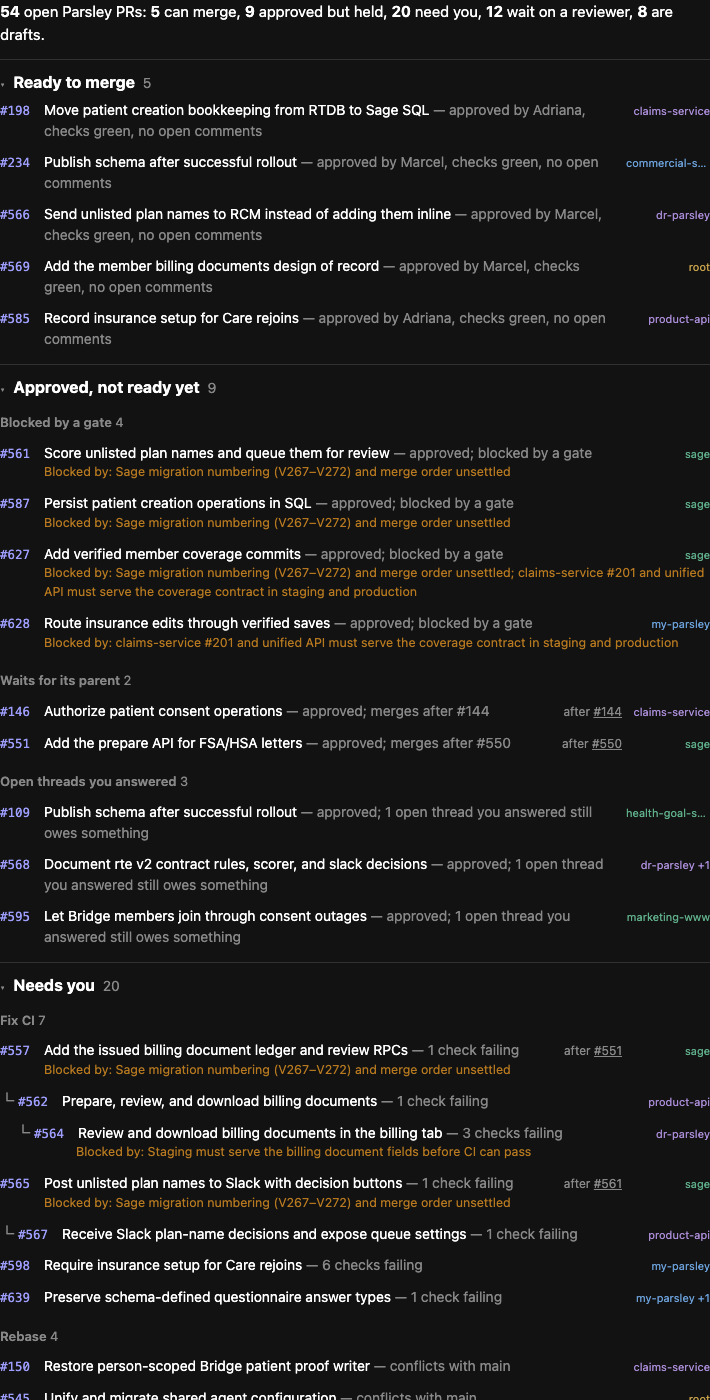 54 open Parsley PRs: 5 can merge, 9 approved but held, 20 need you, 12 wait on a reviewer, 8 are
drafts.
Ready to merge 5
#198 Move patient creation bookkeeping from RTDB to Sage SQL — approved by Adriana, claims-service
checks green, no open comments
#234 Publish schema after successful rollout — approved by Marcel, checks green, no open commercial-s…
comments
#566 Send unlisted plan names to RCM instead of adding them inline — approved by Marcel, dr-parsley
checks green, no open comments
#569 Add the member billing documents design of record — approved by Marcel, checks root
green, no open comments
#585 Record insurance setup for Care rejoins — approved by Adriana, checks green, no open product-api
comments
Approved, not ready yet 9
Blocked by a gate 4
#561 Score unlisted plan names and queue them for review — approved; blocked by a gate sage
Blocked by: Sage migration numbering (V267–V272) and merge order unsettled
#587 Persist patient creation operations in SQL — approved; blocked by a gate sage
Blocked by: Sage migration numbering (V267–V272) and merge order unsettled
#627 Add verified member coverage commits — approved; blocked by a gate sage
Blocked by: Sage migration numbering (V267–V272) and merge order unsettled; claims-service #201 and unified
API must serve the coverage contract in staging and production
#628 Route insurance edits through verified saves — approved; blocked by a gate my-parsley
Blocked by: claims-service #201 and unified API must serve the coverage contract in staging and production
Waits for its parent 2
#146 Authorize patient consent operations — approved; merges after #144 after #144 claims-service
#551 Add the prepare API for FSA/HSA letters — approved; merges after #550 after #550 sage
Open threads you answered 3
#109 Publish schema after successful rollout — approved; 1 open thread you answered still health-goal-s…
owes something
#568 Document rte v2 contract rules, scorer, and slack decisions — approved; 1 open thread dr-parsley +1
you answered still owes something
#595 Let Bridge members join through consent outages — approved; 1 open thread you marketing-www
answered still owes something
Needs you 20
Fix CI 7
#557 Add the issued billing document ledger and review RPCs — 1 check failing after #551 sage
Blocked by: Sage migration numbering (V267–V272) and merge order unsettled
#562 Prepare, review, and download billing documents — 1 check failing product-api
#564 Review and download billing documents in the billing tab — 3 checks failing dr-parsley
Blocked by: Staging must serve the billing document fields before CI can pass
#565 Post unlisted plan names to Slack with decision buttons — 1 check failing after #561 sage
Blocked by: Sage migration numbering (V267–V272) and merge order unsettled
#567 Receive Slack plan-name decisions and expose queue settings — 1 check failing product-api
#598 Require insurance setup for Care rejoins — 6 checks failing my-parsley
#639 Preserve schema-defined questionnaire answer types — 1 check failing my-parsley +1
Rebase 4
#150 Restore person-scoped Bridge patient proof writer — conflicts with main claims-service
#545 Unify and migrate shared agent configuration — conflicts with main root